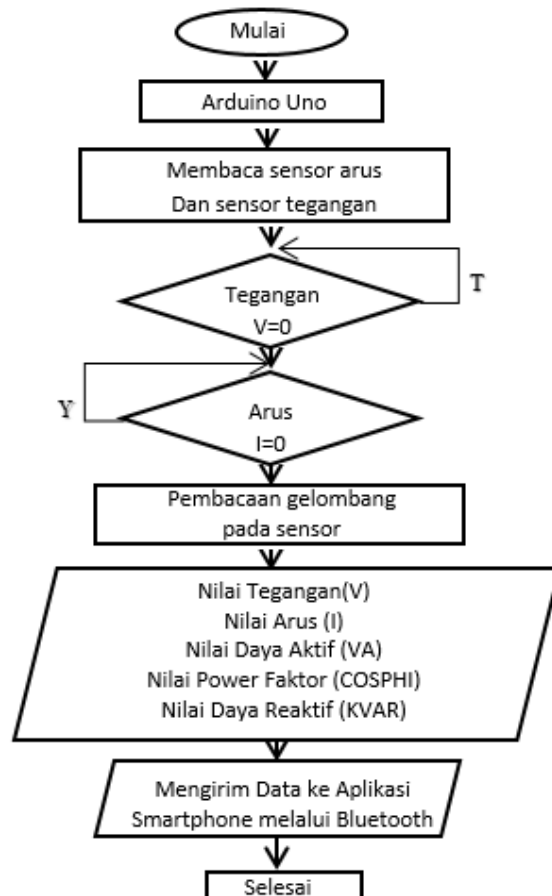 Mulai
Arduino Uno
Membaca sensor arus
Dan sensor tegangan
Tegangan
V=0
T
Arus
I=0
Y
Pembacaan gelombang
pada sensor
Nilai Tegangan(V)
Nilai Arus (I)
Nilai Daya Aktif (VA)
Nilai Power Faktor (COSPHI)
Nilai Daya Reaktif (KVAR)
Mengirim Data ke Aplikasi
Smartphone melalui Bluetooth
Selesai